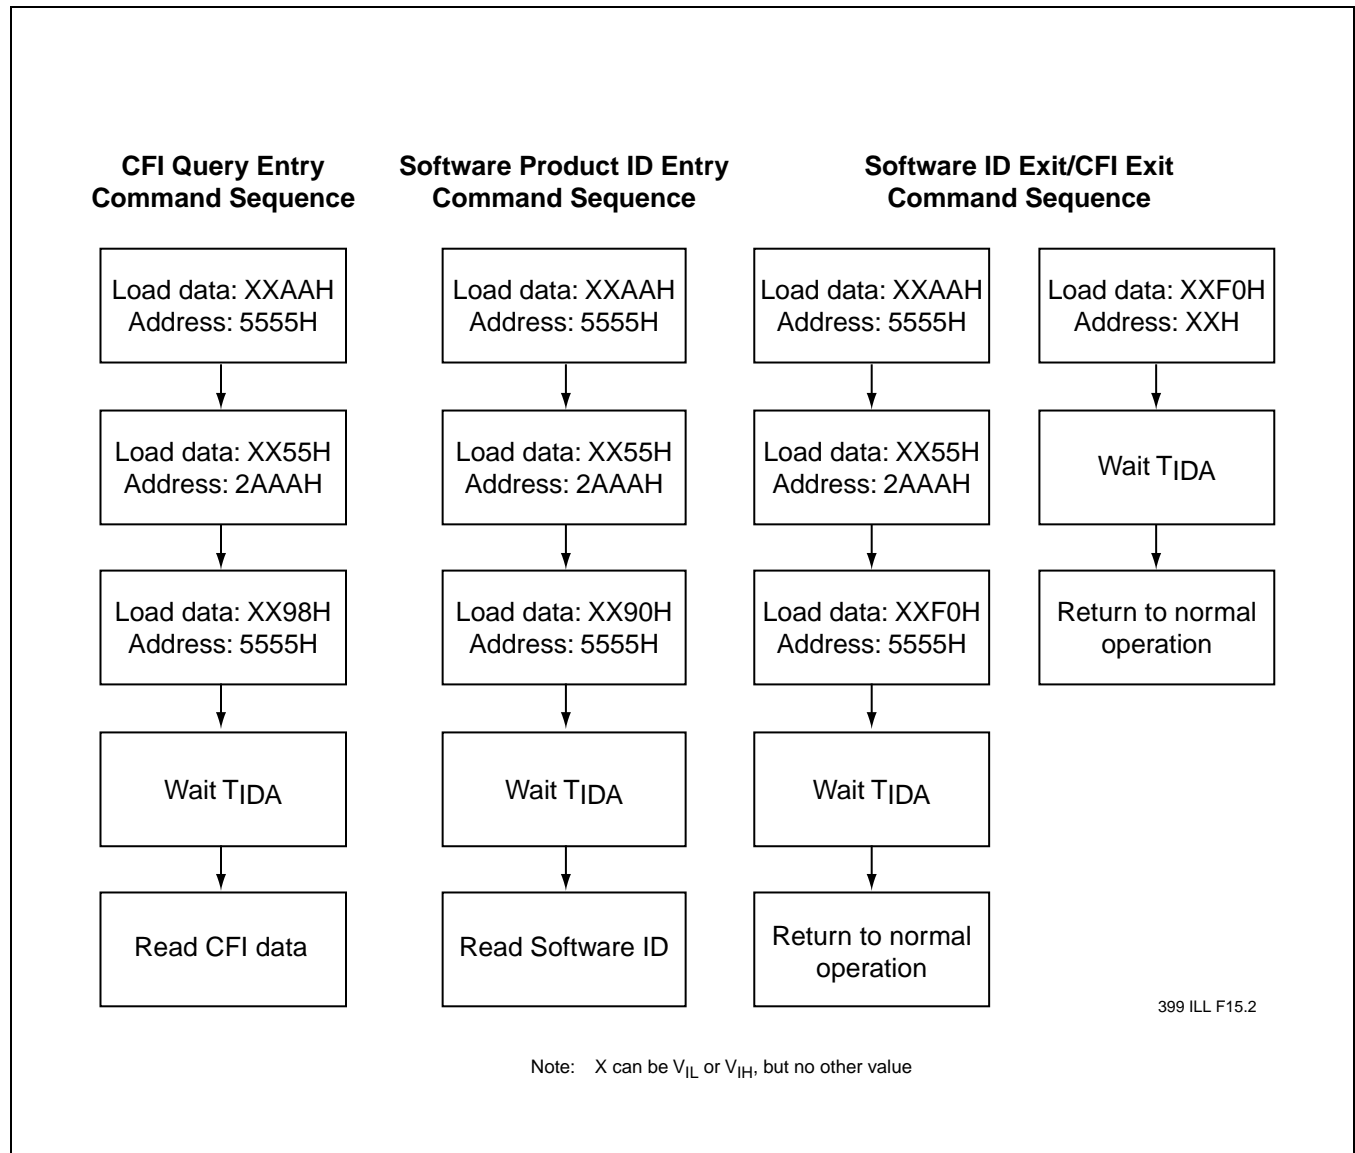 CFI Query Entry
Command Sequence
Load data: XXAAH
Address: 5555H
Load data: XX55H
Address: 2AAAH
Load data: XX98H
Address: 5555H
Wait TIDA
Read CFI data
Software Product ID Entry
Command Sequence
Load data: XXAAH
Address: 5555H
Load data: XX55H
Address: 2AAAH
Load data: XX90H
Address: 5555H
Wait TIDA
Read Software ID
Software ID Exit/CFI Exit
Command Sequence
Load data: XXAAH
Address: 5555H
Load data: XX55H
Address: 2AAAH
Load data: XXF0H
Address: 5555H
Wait TIDA
Return to normal
operation
Load data: XXF0H
Address: XXH
Wait TIDA
Return to normal
operation
399 ILL F15.2
Note: X can be VIL or VIH, but no other value